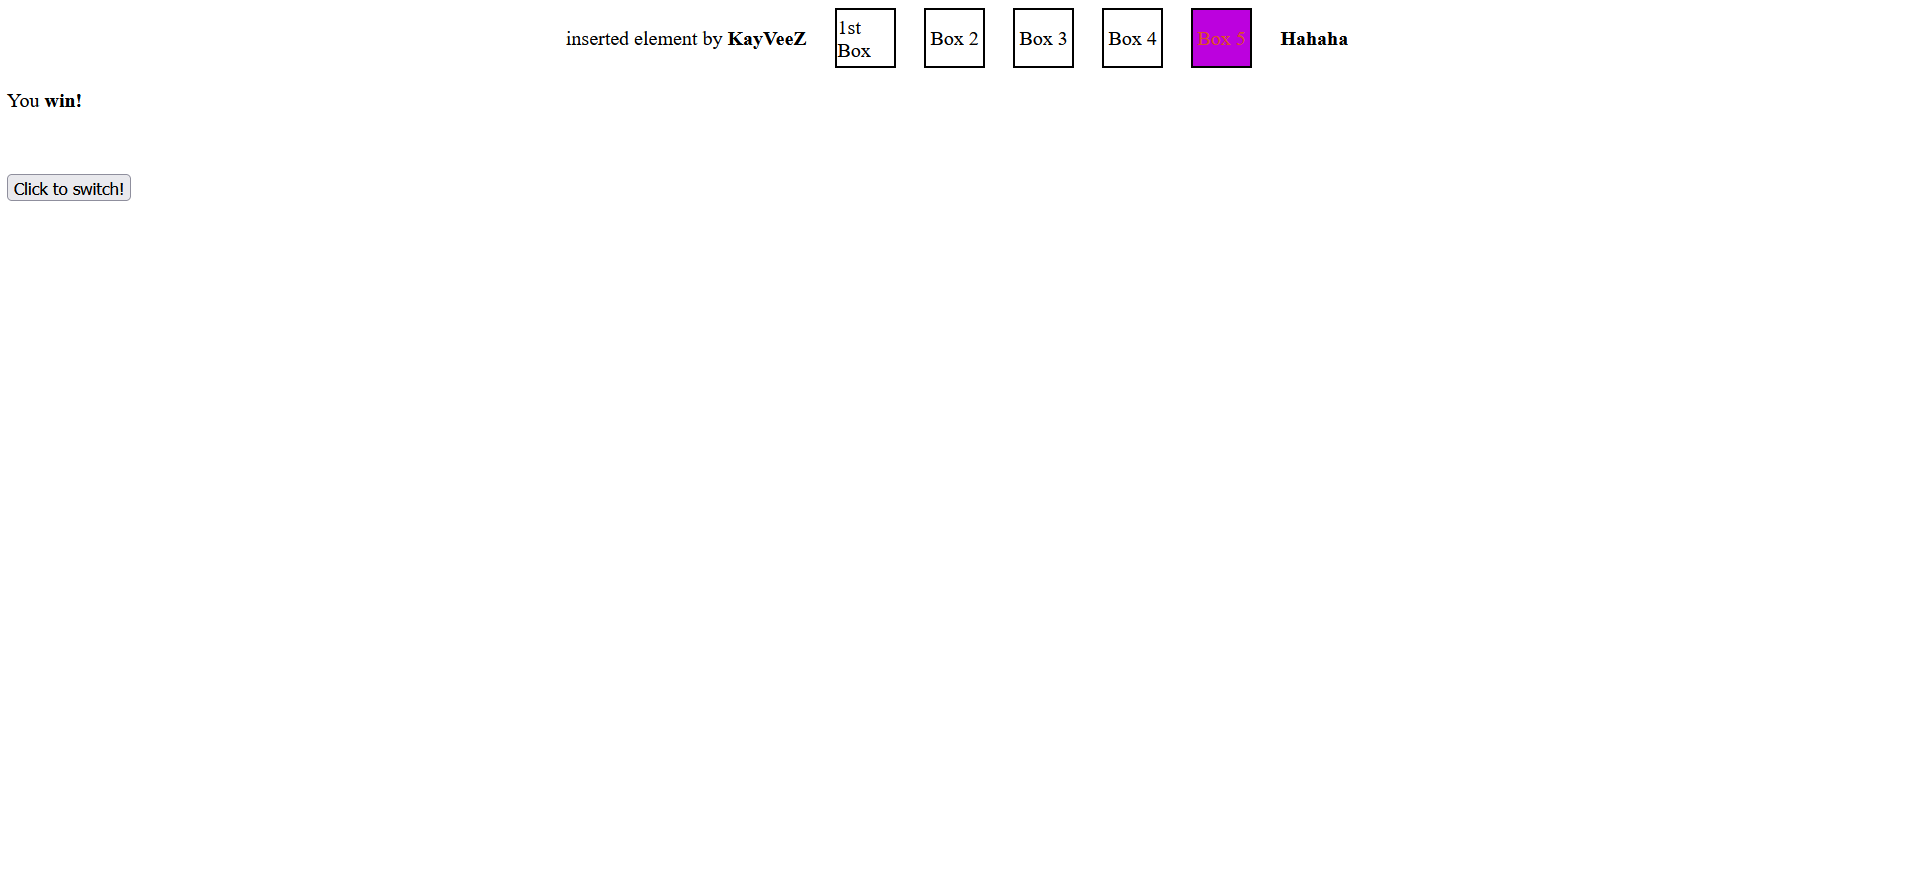 inserted element by KayVeeZ
1st
Box
Box 2
Box 3
Box 4
Box 5
Hahaha
You win!
Click to switch!